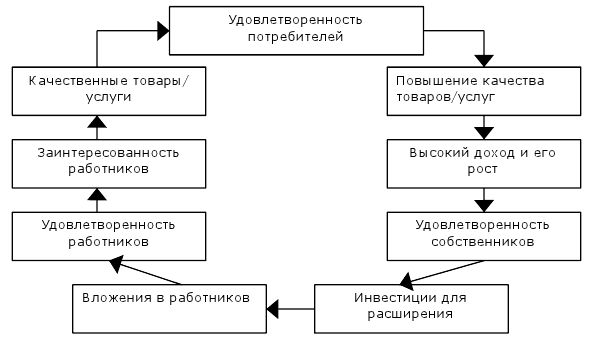 Удовлетворенность
потребителей
Качественные товары/
услуги
Повышение качества
товаров/услуг
Заинтересованность
работников
Высокий доход и его
рост
Удовлетворенность
работников
Удовлетворенность
собственников
Вложения в работников
Инвестиции для
расширения